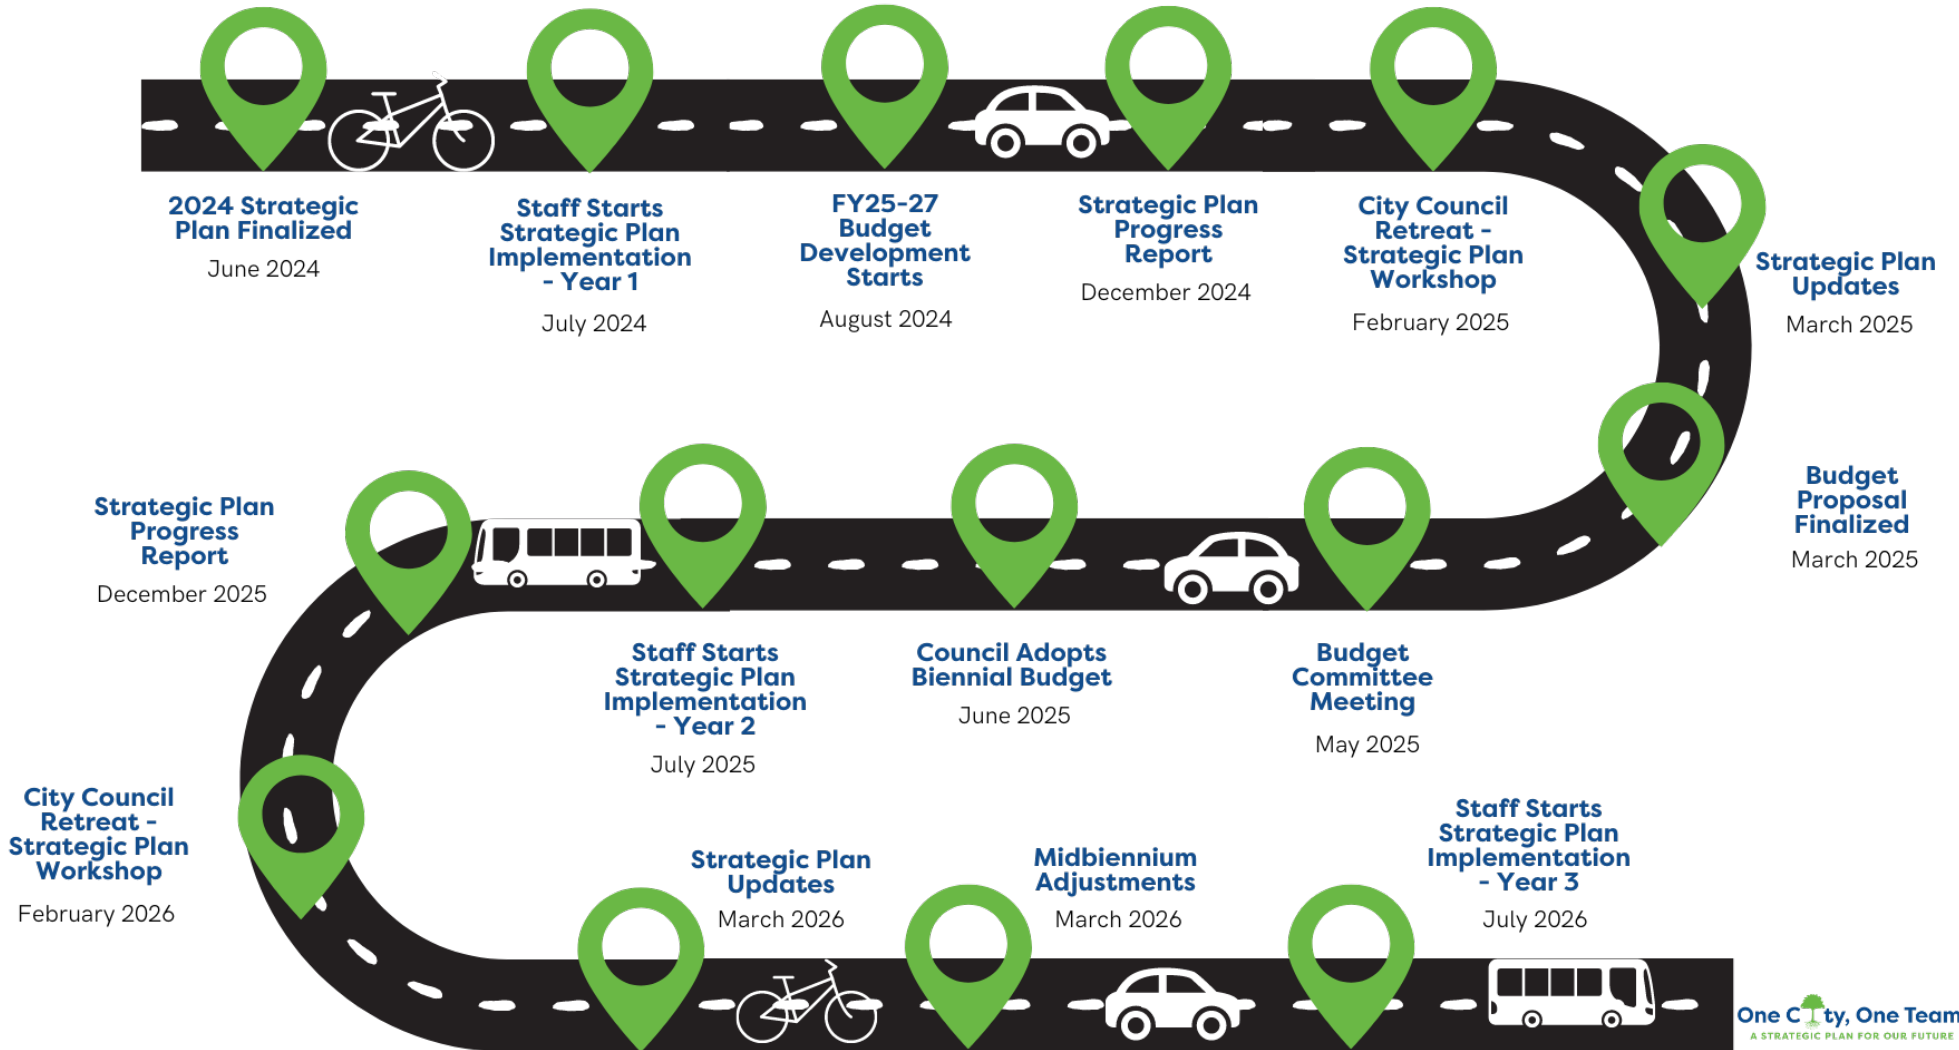 2024 Strategic
Plan Finalized
June 2024
Staff Starts
Strategic Plan
Implementation
- Year 1
July 2024
FY25-27
Budget
Development
Starts
August 2024
Strategic Plan
Progress
Report
December 2024
City Council
Retreat -
Strategic Plan
Workshop
February 2025
Strategic Plan
Updates
March 2025
Budget
Proposal
Finalized
March 2025
Budget
Committee
Meeting
May 2025
Council Adopts
Biennial Budget
June 2025
Staff Starts
Strategic Plan
Implementation
- Year 2
July 2025
Strategic Plan
Progress
Report
December 2025
City Council
Retreat -
Strategic Plan
Workshop
February 2026
Strategic Plan
Updates
March 2026
Midbiennium
Adjustments
March 2026
Staff Starts
Strategic Plan
Implementation
- Year 3
July 2026
One City, One Team
A STRATEGIC PLAN FOR OUR FUTURE